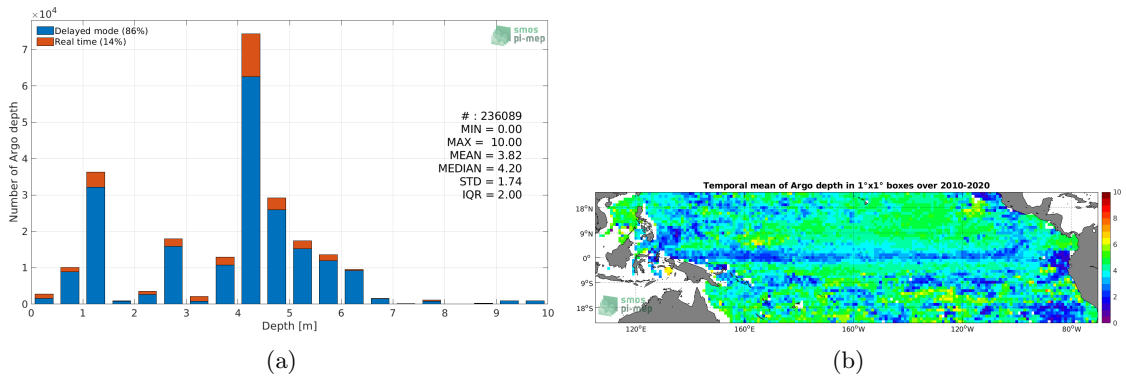 ×10⁴
Delayed mode (86%)
Real time (14%)
smos
pi-mep
7
6
5
4
3
2
1
0
Number of Argo depth
# : 236089
MIN = 0.00
MAX = 10.00
MEAN = 3.82
MEDIAN = 4.20
STD = 1.74
IQR = 2.00
0 1 2 3 4 5 6 7 8 9 10
Depth [m]
(a)
Temporal mean of Argo depth in 1°x1° boxes over 2010-2020
18°N
9°N
0°
9°S
18°S
smos
pi-mep
120°E 160°E 160°W 120°W 80°W
10
8
6
4
2
0
(b)